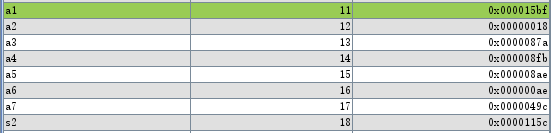 a1 11 0x000015bf
a2 12 0x00000018
a3 13 0x0000087a
a4 14 0x000008fb
a5 15 0x000008ae
a6 16 0x000000ae
a7 17 0x0000049c
s2 18 0x0000115c